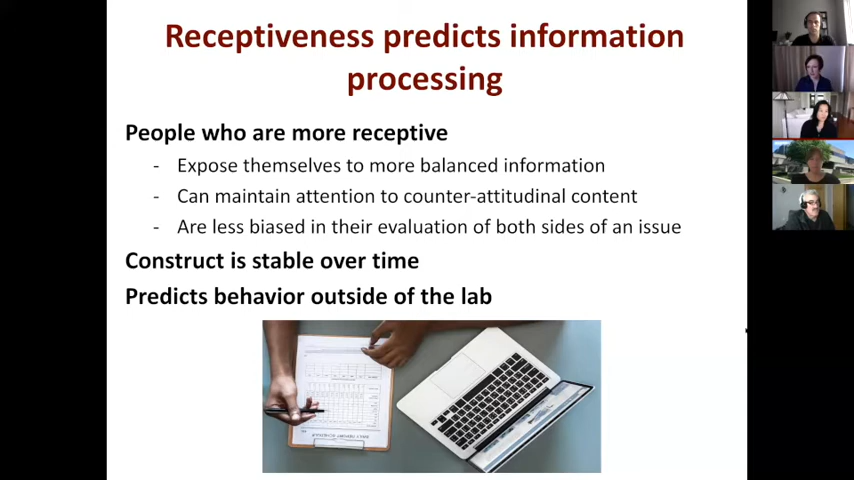 Receptiveness predicts information
processing
People who are more receptive
- Expose themselves to more balanced information
- Can maintain attention to counter-attitudinal content
- Are less biased in their evaluation of both sides of an issue
Construct is stable over time
Predicts behavior outside of the lab